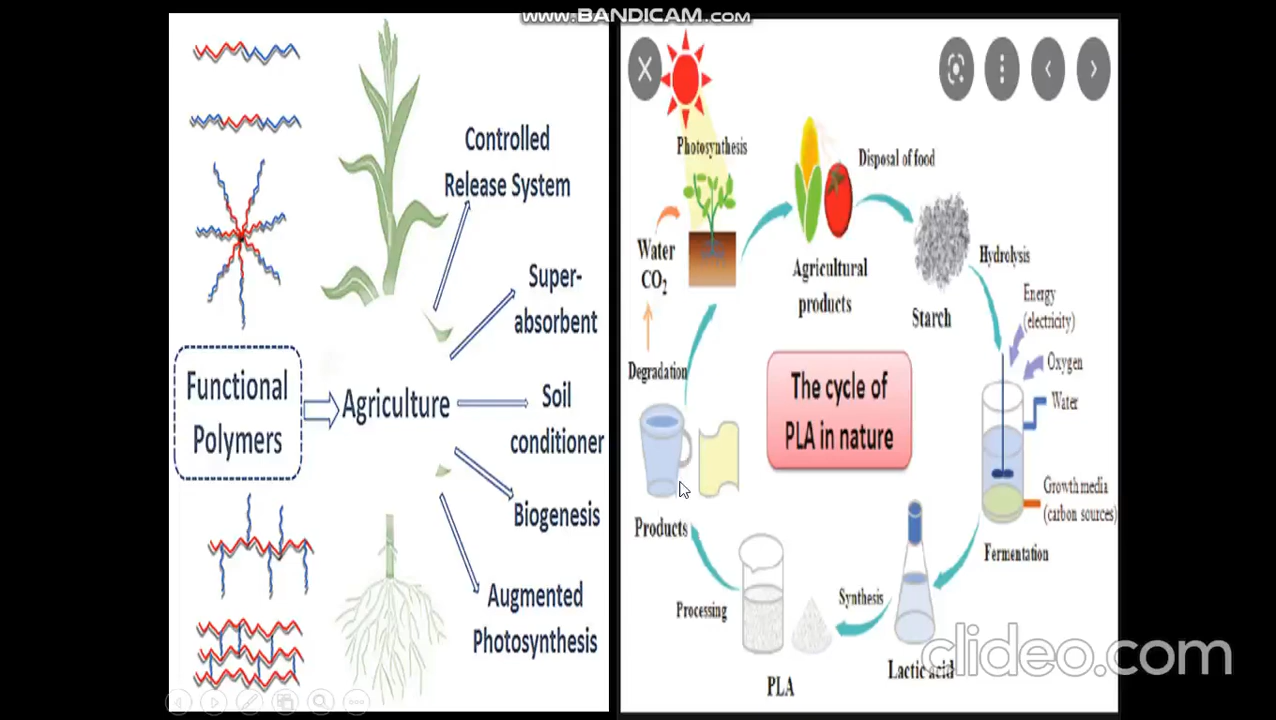 www.BANDICAM.com
Controlled
Release System
Super-
absorbent
Functional
Polymers
Agriculture
Soil
conditioner
Biogenesis
Augmented
Photosynthesis
Photosynthesis
Disposal of food
Water
CO2
Agricultural
products
Starch
Hydrolysis
Energy
(electricity)
Oxygen
Water
Degradation
The cycle of
PLA in nature
Growth media
(carbon sources)
Products
Fermentation
Processing
Synthesis
PLA
Lactic acid
clideo.com